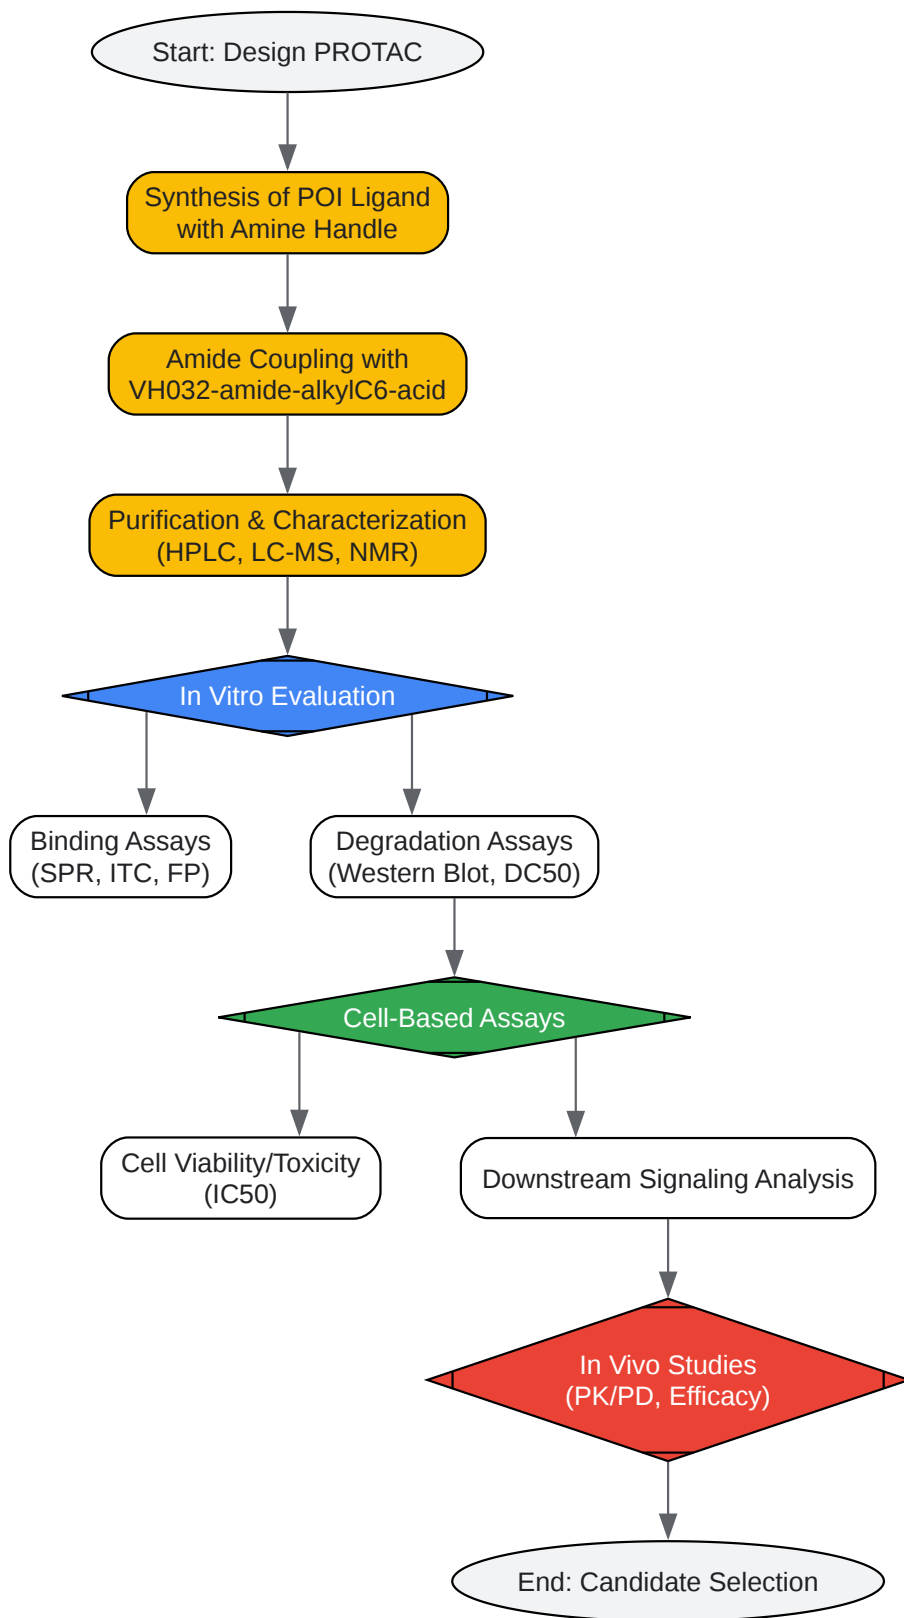 Start: Design PROTAC
Synthesis of POI Ligand
with Amine Handle
Amide Coupling with
VH032-amide-alkylC6-acid
Purification & Characterization
(HPLC, LC-MS, NMR)
In Vitro Evaluation
Binding Assays
(SPR, ITC, FP)
Degradation Assays
(Western Blot, DC50)
Cell-Based Assays
Cell Viability/Toxicity
(IC50)
Downstream Signaling Analysis
In Vivo Studies
(PK/PD, Efficacy)
End: Candidate Selection